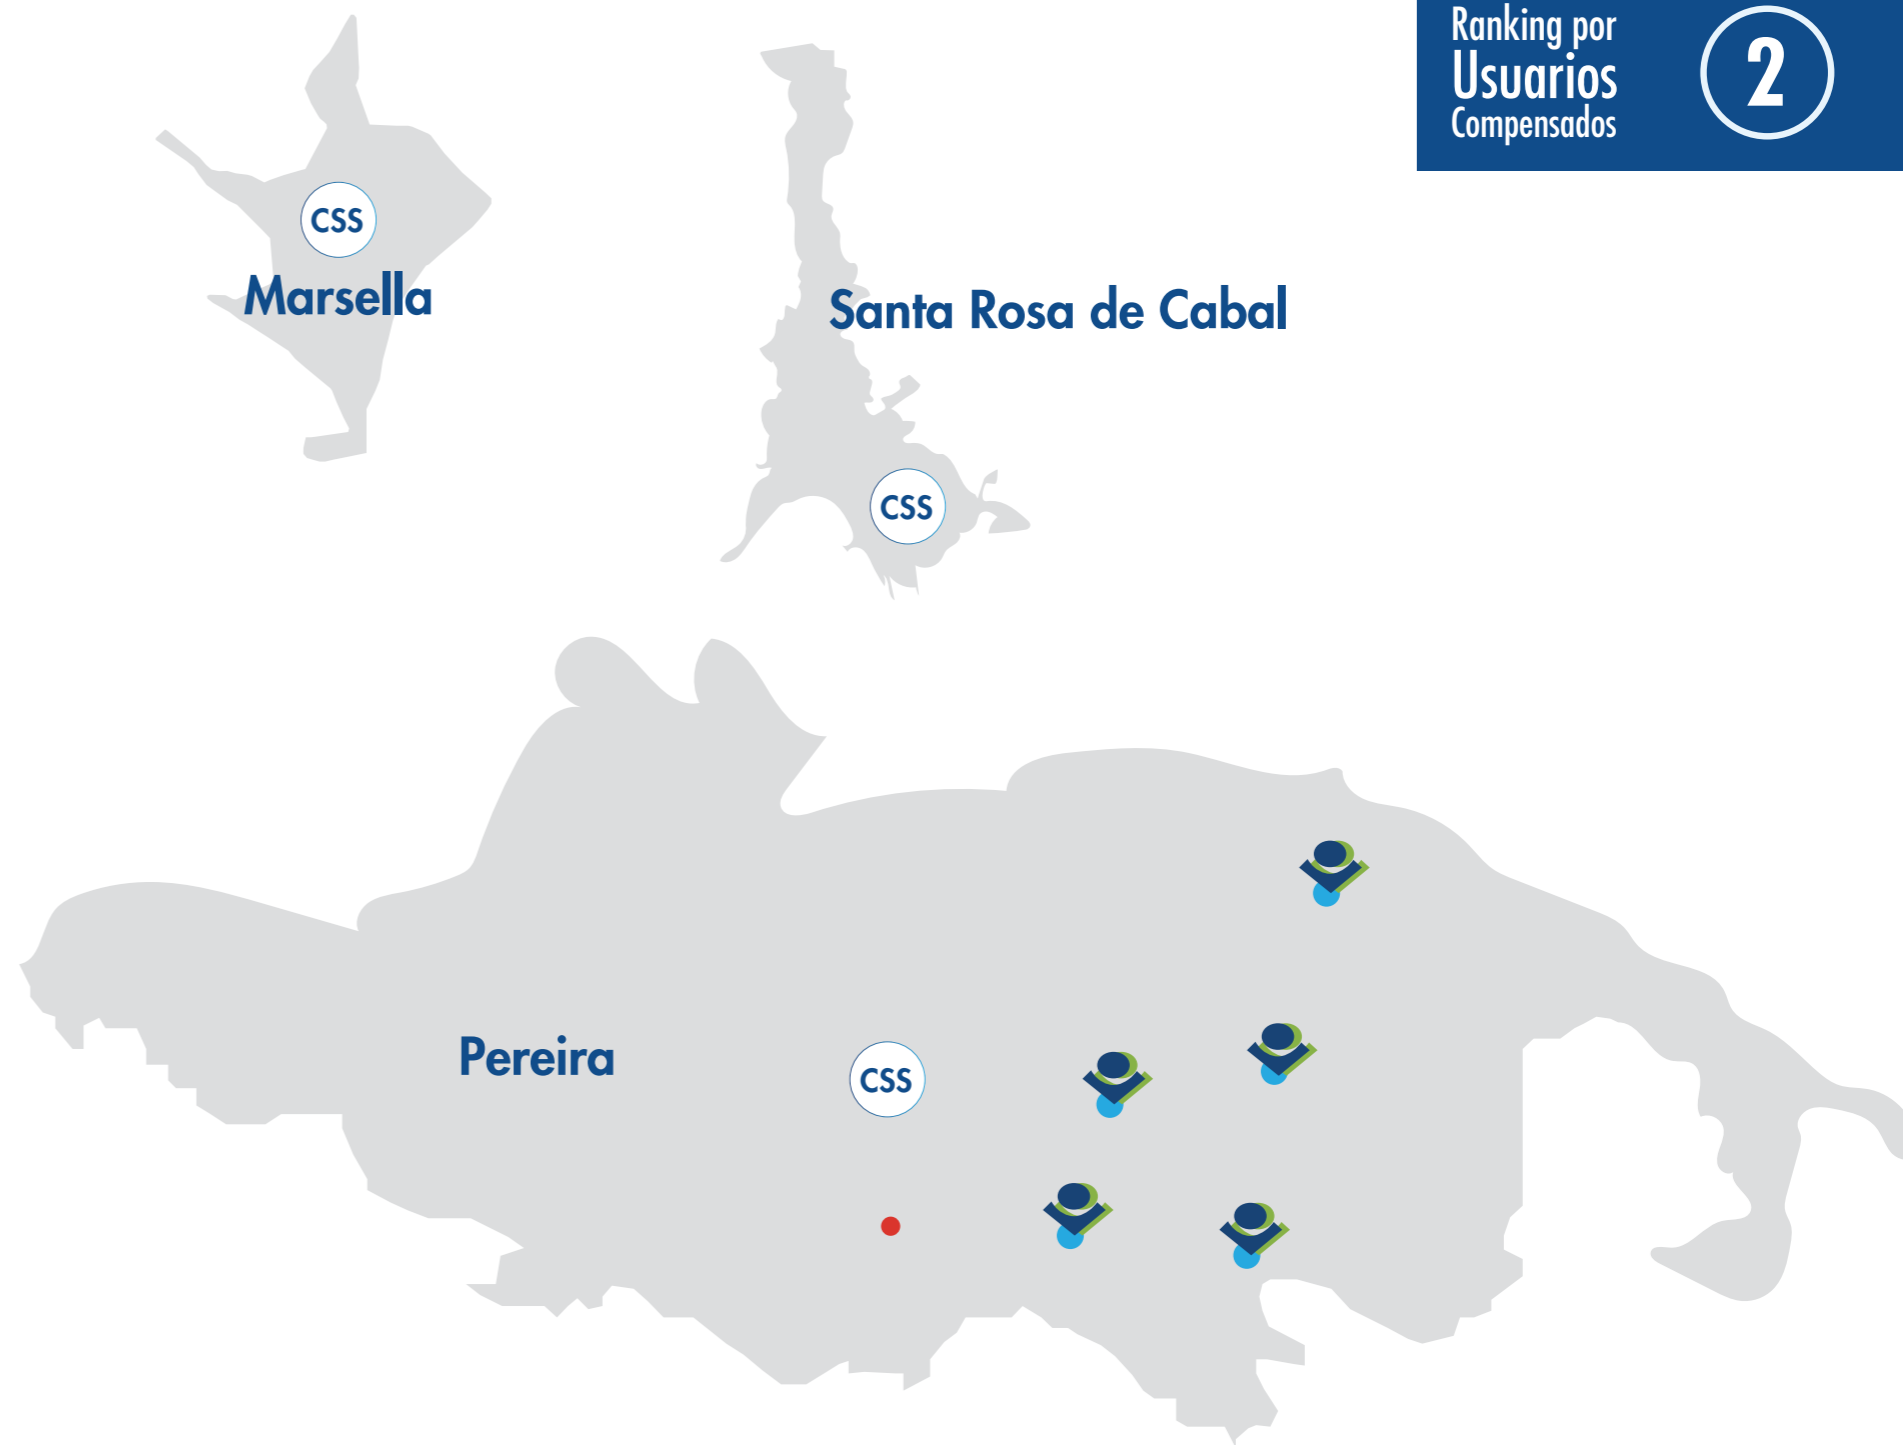 Ranking por
Usuarios
Compensados
2
CSS
Marsella
Santa Rosa de Cabal
CSS
Pereira
CSS